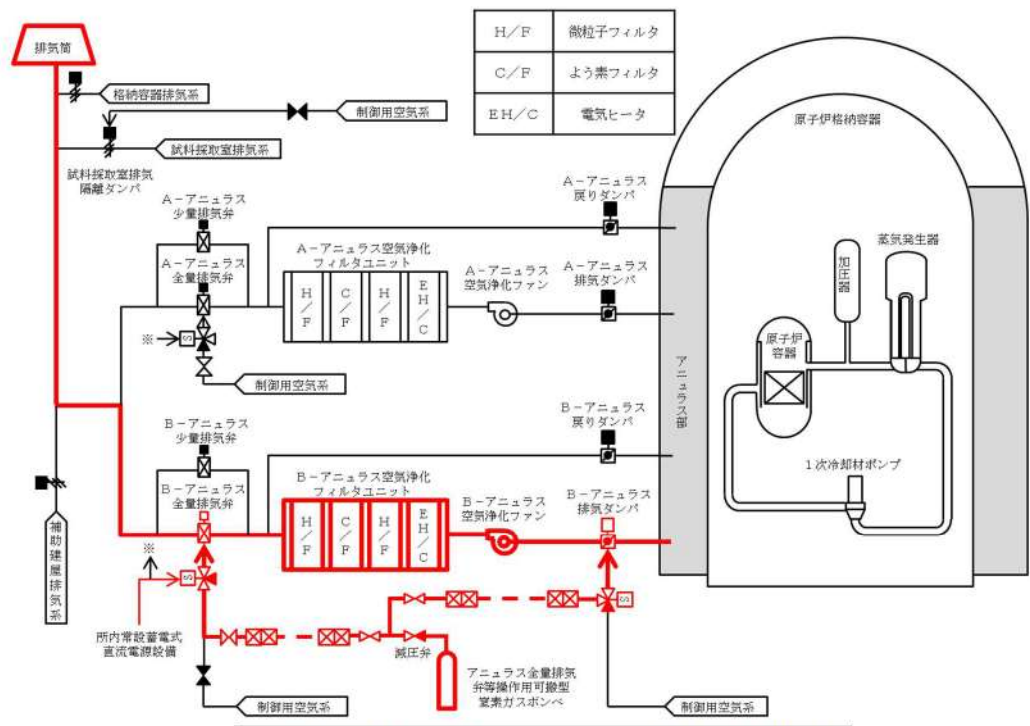 排気筒
H/F 微粒子フィルタ
C/F よう素フィルタ
EH/C 電気ヒータ
格納容器排気系
制御用空気系
試料採取室排気系
試料採取室排気
隔離ダンパ
原子炉格納容器
A-アニュラス
戻りダンパ
A-アニュラス
少量排気弁
A-アニュラス空気浄化
フィルタユニット
A-アニュラス
全量排気弁
H/F
C/F
H/F
EH/C
A-アニュラス
空気浄化ファン
A-アニュラス
排気ダンパ
蒸気発生器
加圧器
原子炉
容器
※
S
制御用空気系
アニュラス部
1次冷却材ポンプ
B-アニュラス
少量排気弁
B-アニュラス
戻りダンパ
B-アニュラス空気浄化
フィルタユニット
B-アニュラス
全量排気弁
H/F
C/F
H/F
EH/C
B-アニュラス
空気浄化ファン
B-アニュラス
排気ダンパ
補助建屋排気系
※
S
S
所内常設蓄電式
直流電源設備
減圧弁
アニュラス全量排気
弁等操作用可搬型
窒素ガスボンベ
制御用空気系
制御用空気系